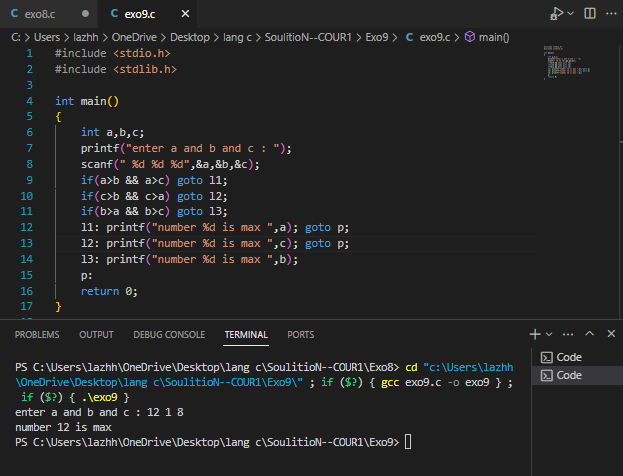 C exo8.c
C exo9.c
C: > Users > lazhh > OneDrive > Desktop > lang c > SoulitioN--COUR1 > Exo9 > C exo9.c > main()
1 #include <stdio.h>
2 #include <stdlib.h>
3
4 int main()
5 {
6 int a,b,c;
7 printf("enter a and b and c : ");
8 scanf(" %d %d %d",&a,&b,&c);
9 if(a>b && a>c) goto l1;
10 if(c>b && c>a) goto l2;
11 if(b>a && b>c) goto l3;
12 l1: printf("number %d is max ",a); goto p;
13 l2: printf("number %d is max ",c); goto p;
14 l3: printf("number %d is max ",b);
15 p:
16 return 0;
17 }
PROBLEMS OUTPUT DEBUG CONSOLE TERMINAL PORTS
PS C:\Users\lazhh\OneDrive\Desktop\lang c\SoulitioN--COUR1\Exo8> cd "c:\Users\lazhh
\OneDrive\Desktop\lang c\SoulitioN--COUR1\Exo9\" ; if ($?) { gcc exo9.c -o exo9 } ;
if ($?) { .\exo9 }
enter a and b and c : 12 1 8
number 12 is max
PS C:\Users\lazhh\OneDrive\Desktop\lang c\SoulitioN--COUR1\Exo9>
Code
Code